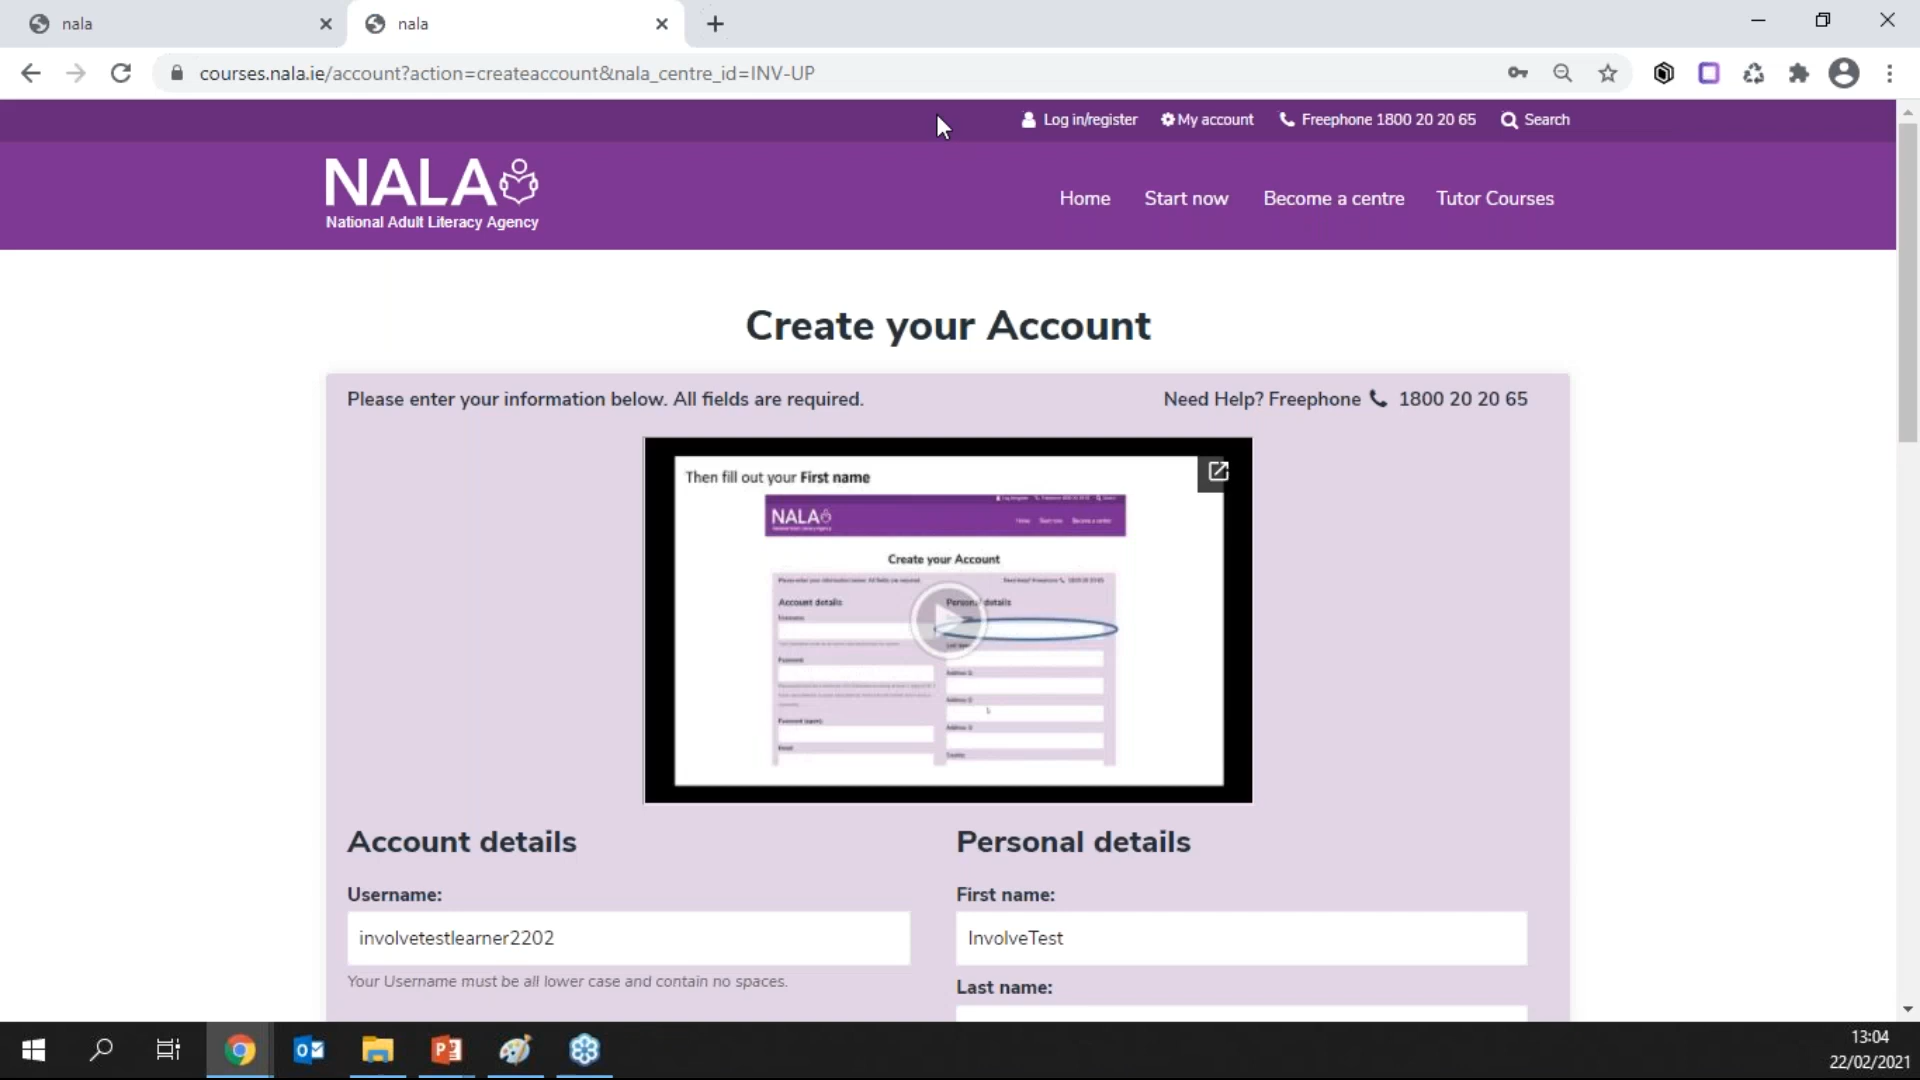 nala
nala
courses.nala.ie/account?action=createaccount&nala_centre_id=INV-UP
Log in/register My account Freephone 1800 20 20 65 Search
NALA
National Adult Literacy Agency
Home Start now Become a centre Tutor Courses
Create your Account
Please enter your information below. All fields are required.
Need Help? Freephone 1800 20 20 65
Then fill out your First name
NALA
Create your Account
Account details
Personal details
Account details
Personal details
Username:
First name:
involvetestlearner2202
InvolveTest
Your Username must be all lower case and contain no spaces.
Last name:
13:04
22/02/2021